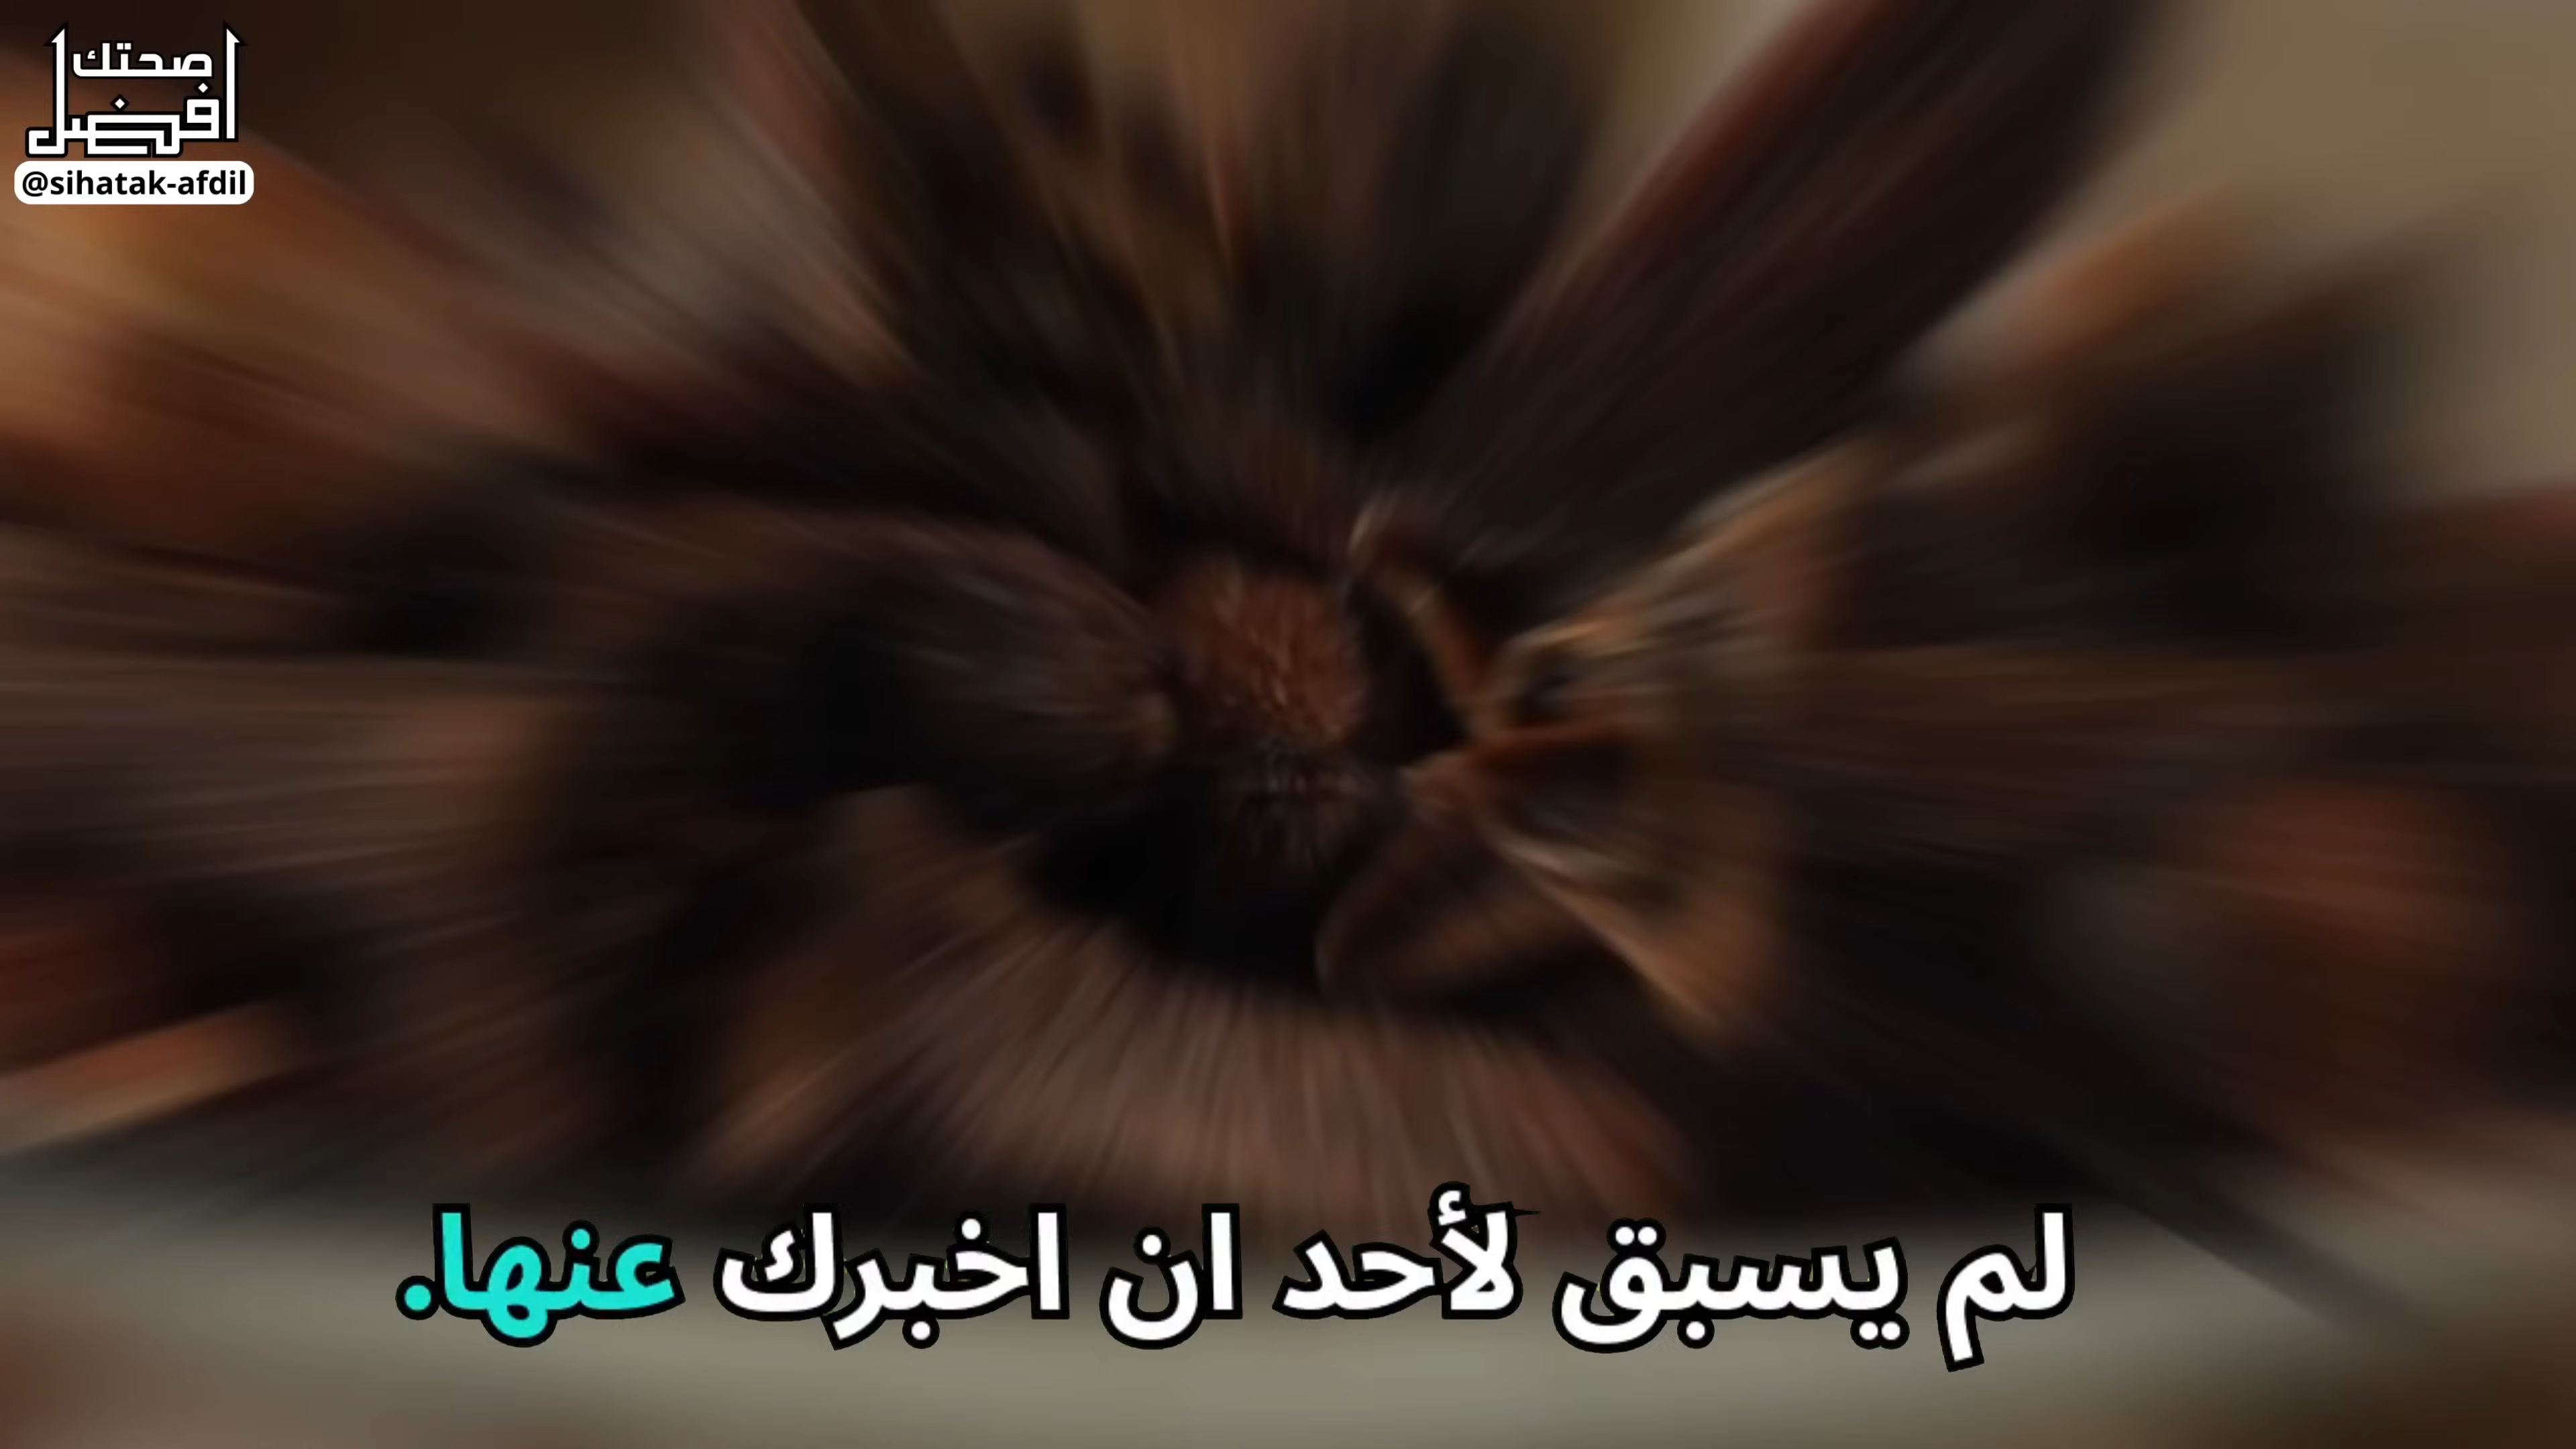 صحتك
افضل
@sihatak-afdil
لم يسبق لأحد ان اخبرك عنها.